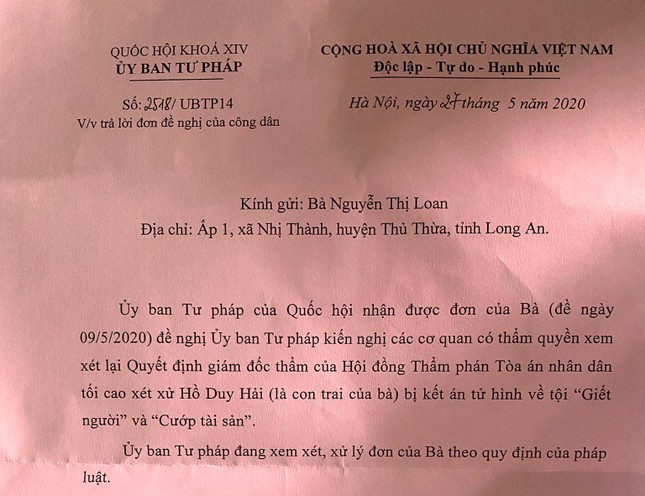 QUỐC HỘI KHOÁ XIV
ỦY BAN TƯ PHÁP
CỘNG HOÀ XÃ HỘI CHỦ NGHĨA VIỆT NAM
Độc lập - Tự do - Hạnh phúc
Số: 2518/ UBTP14
V/v trả lời đơn đề nghị của công dân
Hà Nội, ngày 27 tháng 5 năm 2020
Kính gửi: Bà Nguyễn Thị Loan
Địa chỉ: Ấp 1, xã Nhị Thành, huyện Thủ Thừa, tỉnh Long An.
Ủy ban Tư pháp của Quốc hội nhận được đơn của Bà (đề ngày
09/5/2020) đề nghị Ủy ban Tư pháp kiến nghị các cơ quan có thẩm quyền xem
xét lại Quyết định giám đốc thẩm của Hội đồng Thẩm phán Tòa án nhân dân
tối cao xét xử Hồ Duy Hải (là con trai của bà) bị kết án tử hình về tội “Giết
người” và “Cướp tài sản”.
Ủy ban Tư pháp đang xem xét, xử lý đơn của Bà theo quy định của pháp
luật.